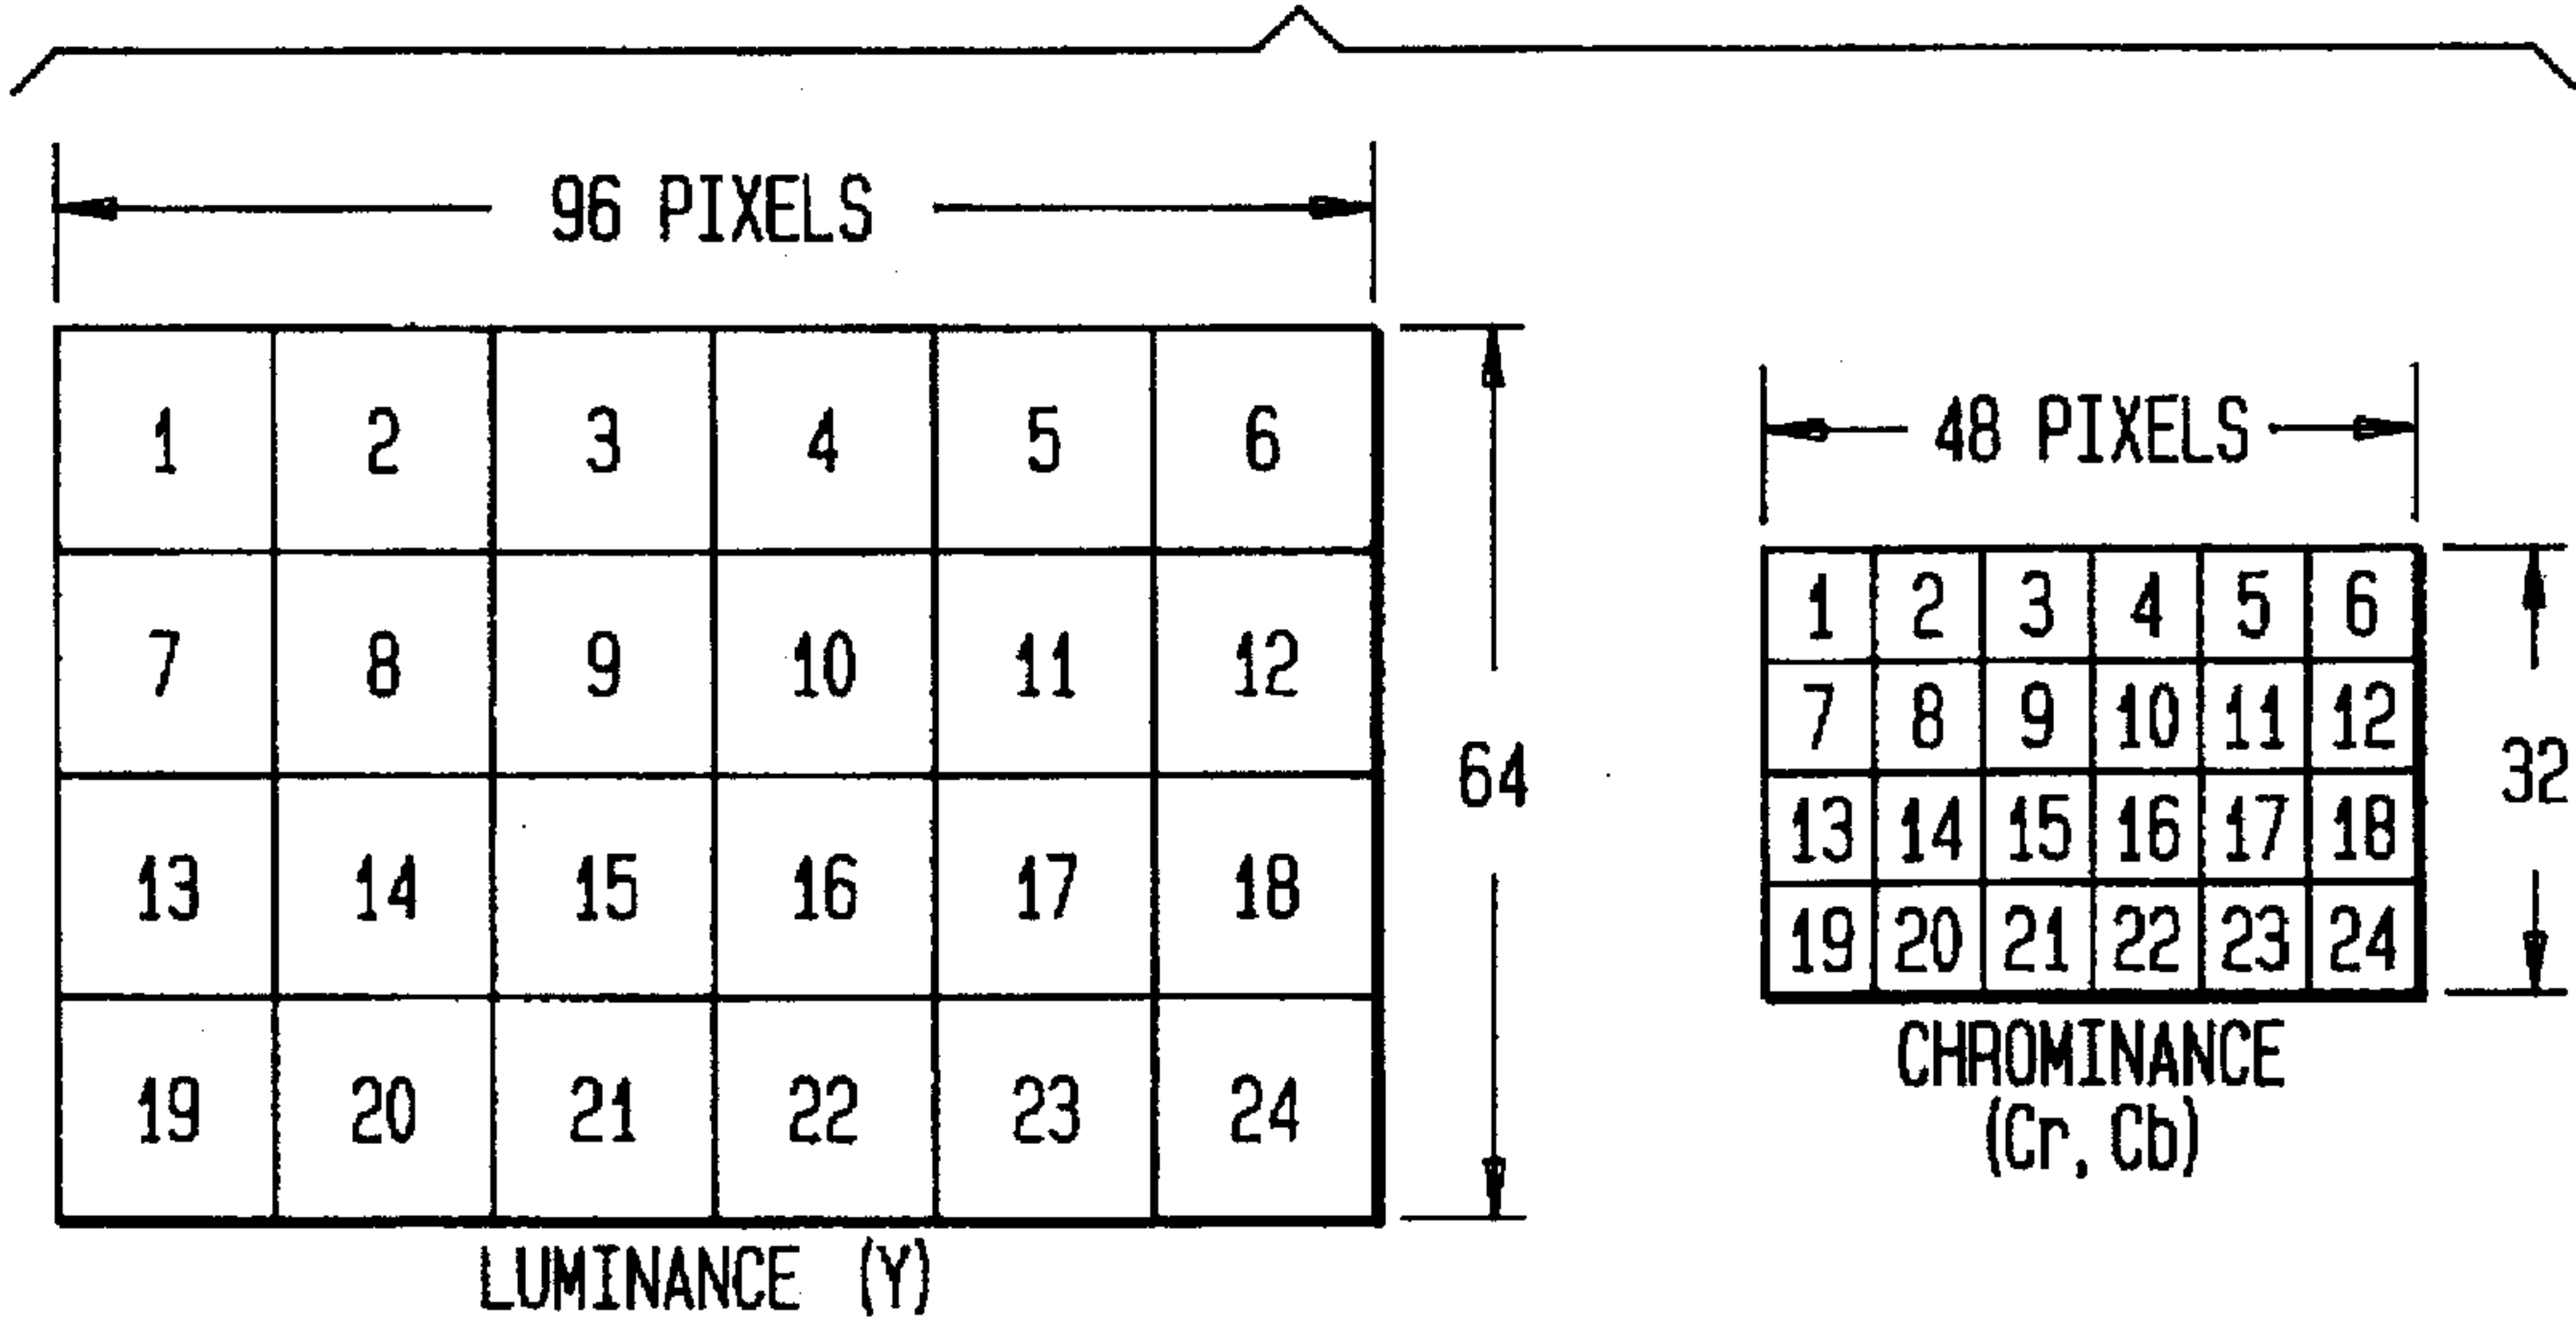 96 PIXELS
1 2 3 4 5 6
7 8 9 10 11 12
13 14 15 16 17 18
19 20 21 22 23 24
64
LUMINANCE (Y)
48 PIXELS
1 2 3 4 5 6
7 8 9 10 11 12
13 14 15 16 17 18
19 20 21 22 23 24
32
CHROMINANCE
(Cr, Cb)